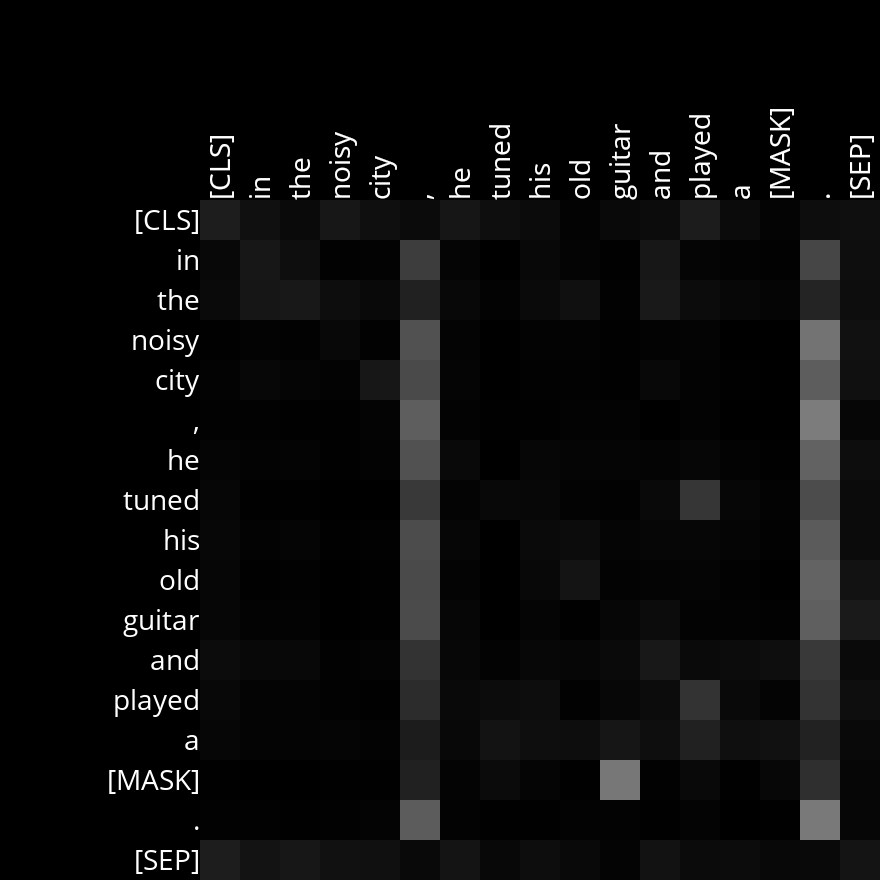 [CLS] in the noisy city , he tuned his old guitar and played a [MASK] . [SEP]
[CLS]
in
the
noisy
city
,
he
tuned
his
old
guitar
and
played
a
[MASK]
.
[SEP]